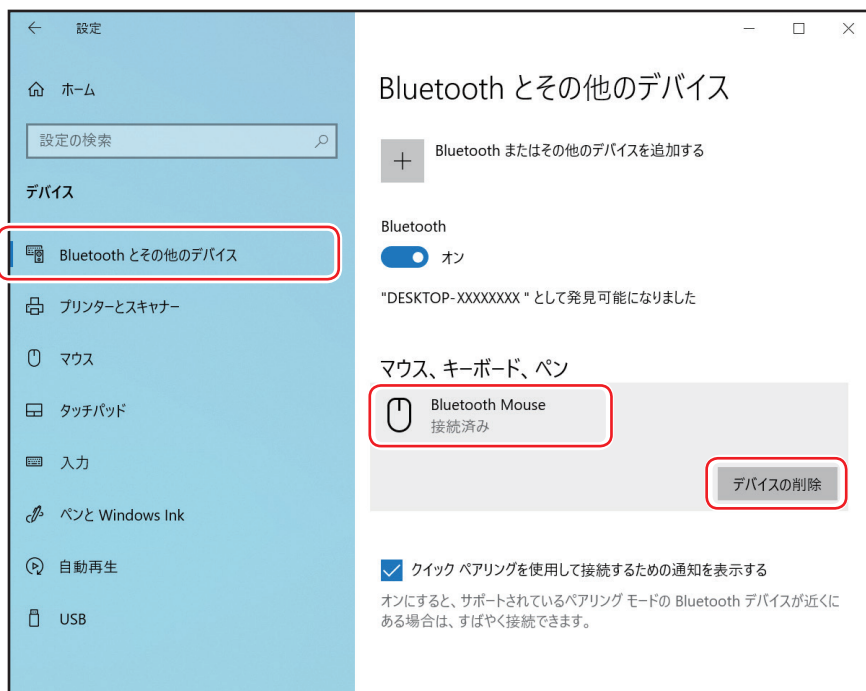 設定
ホーム
設定の検索
デバイス
Bluetooth とその他のデバイス
プリンターとスキャナー
マウス
タッチパッド
入力
ペンと Windows Ink
自動再生
USB
Bluetooth とその他のデバイス
Bluetooth またはその他のデバイスを追加する
Bluetooth
オン
"DESKTOP-XXXXXXXX " として発見可能になりました
マウス、キーボード、ペン
Bluetooth Mouse
接続済み
デバイスの削除
クイック ペアリングを使用して接続するための通知を表示する
オンにすると、サポートされているペアリング モードの Bluetooth デバイスが近くに
ある場合は、すばやく接続できます。